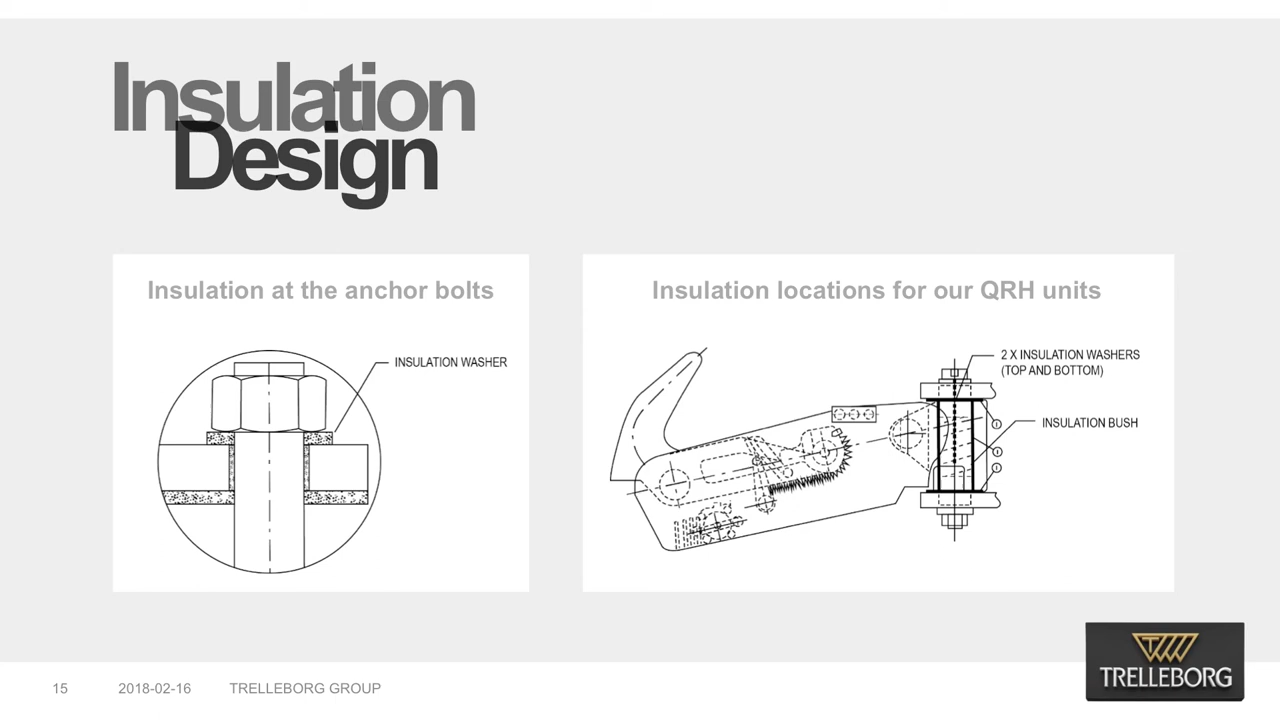 Insulation
Design
Insulation at the anchor bolts
INSULATION WASHER
Insulation locations for our QRH units
2 X INSULATION WASHERS
(TOP AND BOTTOM)
INSULATION BUSH
15 2018-02-16 TRELLEBORG GROUP
TRELLEBORG